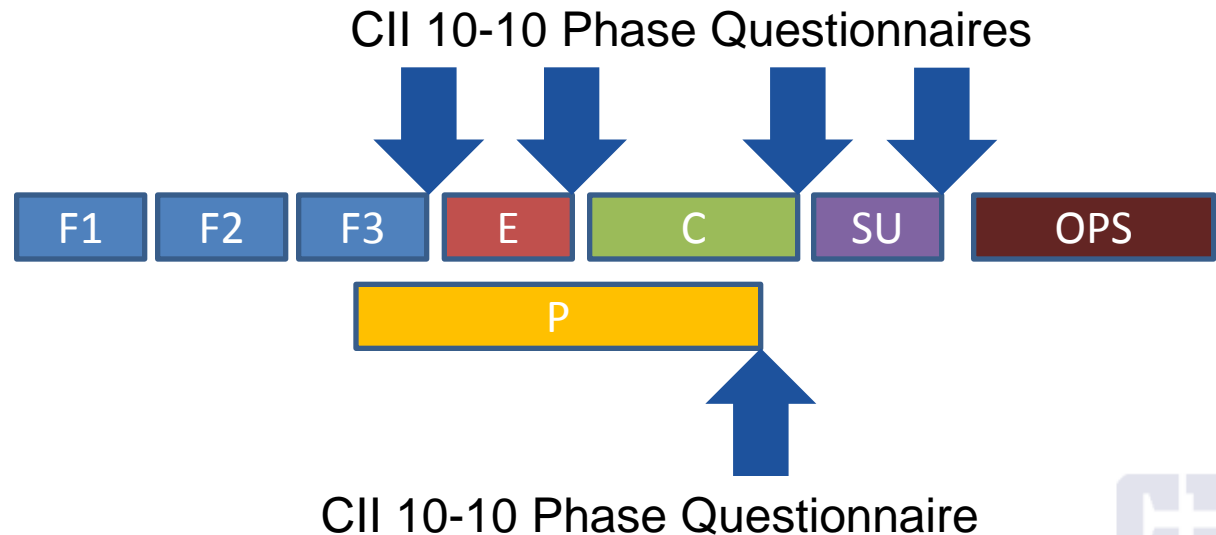 CII 10-10 Phase Questionnaires
F1 F2 F3 E C SU OPS
P
CII 10-10 Phase Questionnaire